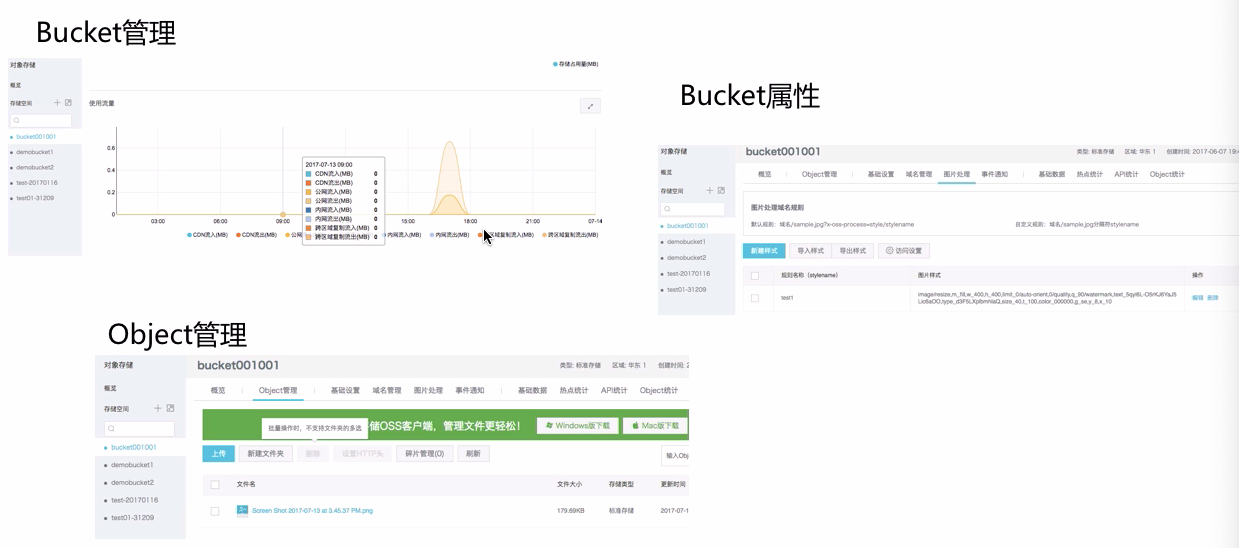 Bucket管理
对象存储
概览
存储空间
bucket001001
demobucket1
demobucket2
test-20170116
test01-31209
存储占用量(MB)
使用流量
0.6
0.4
0.2
0
03:00 06:00 09:00 15:00 18:00 21:00 07-14
2017-07-13 09:00
CDN流入(MB) 0
CDN流出(MB) 0
公网流入(MB) 0
公网流出(MB) 0
内网流入(MB) 0
内网流出(MB) 0
跨区域复制流入(MB) 0
跨区域复制流出(MB) 0
CDN流入(MB) CDN流出(MB) 公网 内网流入(MB) 内网流出(MB) 区域复制流入(MB) 跨区域复制流出(MB)
Bucket属性
对象存储
概览
存储空间
bucket001001
demobucket1
demobucket2
test-20170116
test01-31209
bucket001001 类型: 标准存储 区域: 华东 1 创建时间: 2017-06-07 19:4
概览 Object管理 基础设置 域名管理 图片处理 事件通知 基础数据 热点统计 API统计 Object统计
图片处理域名规则
默认规则: 域名/sample.jpg?x-oss-process=style/stylename 自定义规则: 域名/sample.jpg分隔符stylename
新建样式 导入样式 导出样式 访问设置
规则名称 (stylename) 图片样式 操作
test1 编辑 删除
Object管理
对象存储
概览
存储空间
bucket001001
demobucket1
demobucket2
test-20170116
test01-31209
bucket001001 类型: 标准存储 区域: 华东 1 创建时间: 2
概览 Object管理 基础设置 域名管理 图片处理 事件通知 基础数据 热点统计 API统计 Object统计
批量操作时，不支持文件夹的多选
储OSS客户端，管理文件更轻松！ Windows版下载 Mac版下载
上传 新建文件夹 删除 设置HTTP头 碎片管理(0) 刷新 输入Obj
文件名 文件大小 存储类型 更新时间
Screen Shot 2017-07-13 at 3.45.37 PM.png 179.69KB 标准存储 2017-07-1